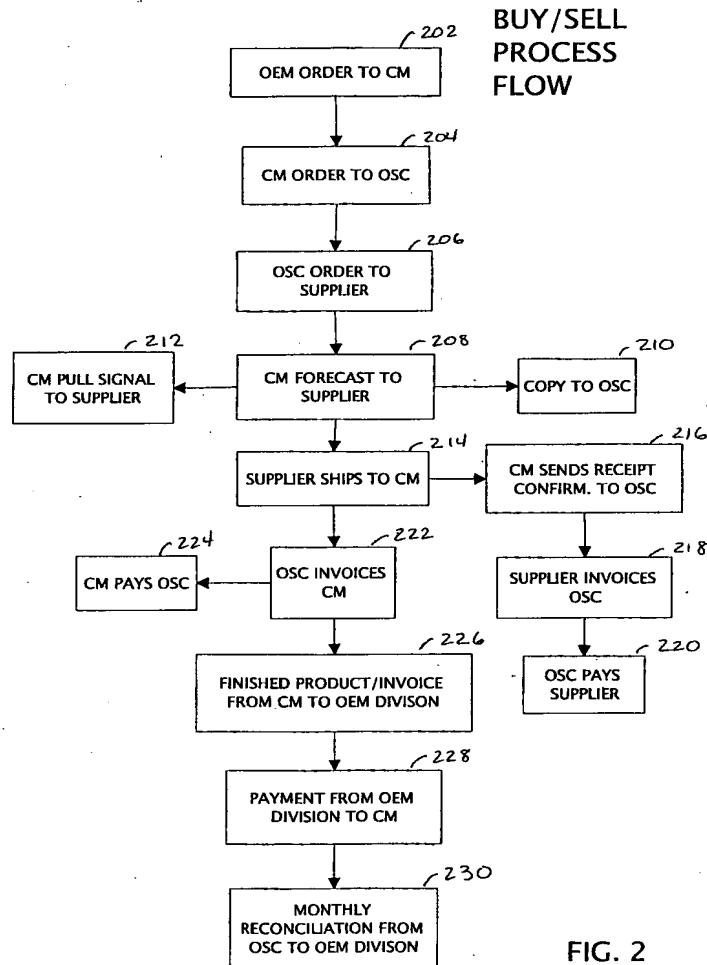 BUY/SELL
PROCESS
FLOW
202
OEM ORDER TO CM
204
CM ORDER TO OSC
206
OSC ORDER TO
SUPPLIER
212
CM PULL SIGNAL
TO SUPPLIER
208
CM FORECAST TO
SUPPLIER
210
COPY TO OSC
214
SUPPLIER SHIPS TO CM
216
CM SENDS RECEIPT
CONFIRM. TO OSC
224
CM PAYS OSC
222
OSC INVOICES
CM
218
SUPPLIER INVOICES
OSC
220
OSC PAYS
SUPPLIER
226
FINISHED PRODUCT/INVOICE
FROM CM TO OEM DIVISON
228
PAYMENT FROM OEM
DIVISION TO CM
230
MONTHLY
RECONCILIATION FROM
OSC TO OEM DIVISON
FIG. 2